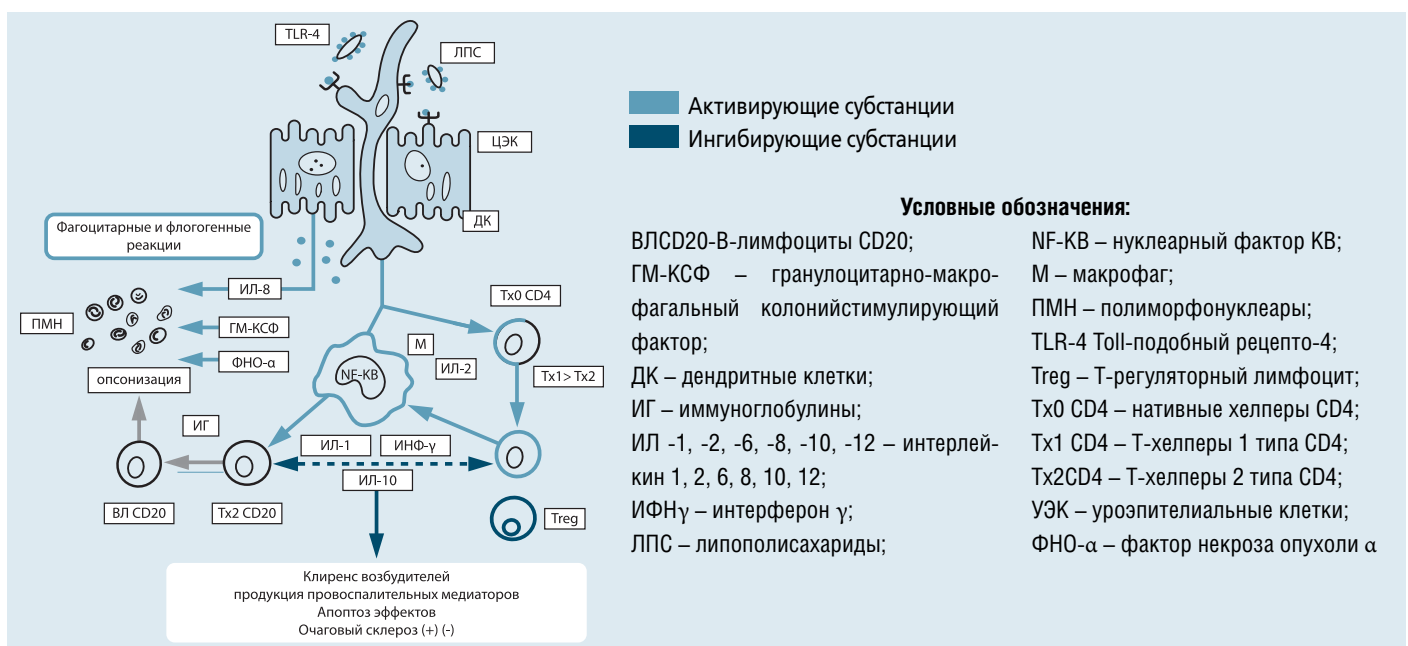 TLR-4
ЛПС
ЦЭК
ДК
Фагоцитарные и флогогенные
реакции
ИЛ-8
ПМН
ГМ-КСФ
ФНО-α
опсонизация
Тх0 CD4
М
ИЛ-2
NF-КВ
Тх1> Тх2
ИГ
ИЛ-1
ИНФ-γ
ИЛ-10
ВЛ CD20
Тх2 CD20
Treg
Клиренс возбудителей
продукция провоспалительных медиаторов
Апоптоз эффектов
Очаговый склероз (+) (-)
Активирующие субстанции
Ингибирующие субстанции
Условные обозначения:
ВЛCD20-В-лимфоциты CD20;
ГМ-КСФ – гранулоцитарно-макро-
фагальный колонийстимулирующий
фактор;
ДК – дендритные клетки;
ИГ – иммуноглобулины;
ИЛ -1, -2, -6, -8, -10, -12 – интерлей-
кин 1, 2, 6, 8, 10, 12;
ИФНγ – интерферон γ;
ЛПС – липополисахариды;
NF-КВ – нуклеарный фактор КВ;
М – макрофаг;
ПМН – полиморфонуклеары;
TLR-4 Toll-подобный рецепто-4;
Treg – Т-регуляторный лимфоцит;
Тх0 CD4 – нативные хелперы CD4;
Тх1 CD4 – Т-хелперы 1 типа CD4;
Тх2CD4 – Т-хелперы 2 типа CD4;
УЭК – уроэпителиальные клетки;
ФНО-α – фактор некроза опухоли α